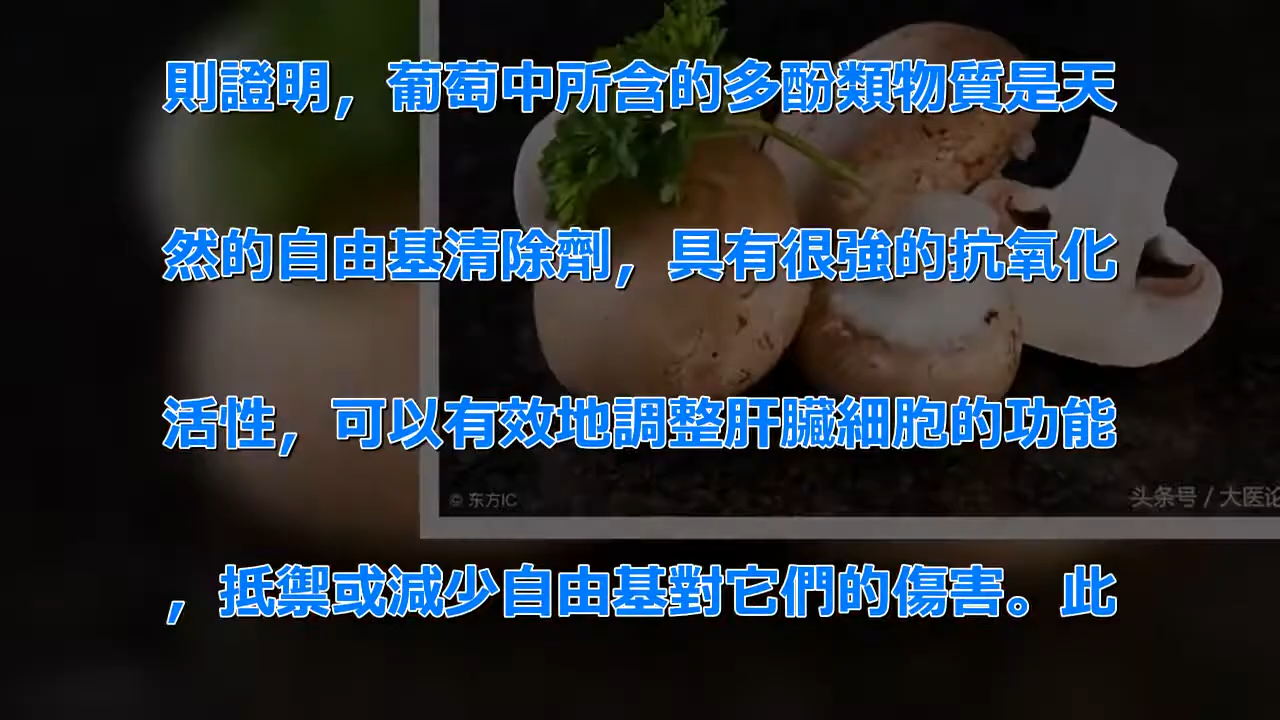 則證明，葡萄中所含的多酚類物質是天
然的自由基清除劑，具有很強的抗氧化
活性，可以有效地調整肝臟細胞的功能
，抵禦或減少自由基對它們的傷害。此
© 东方IC
头条号 / 大医论